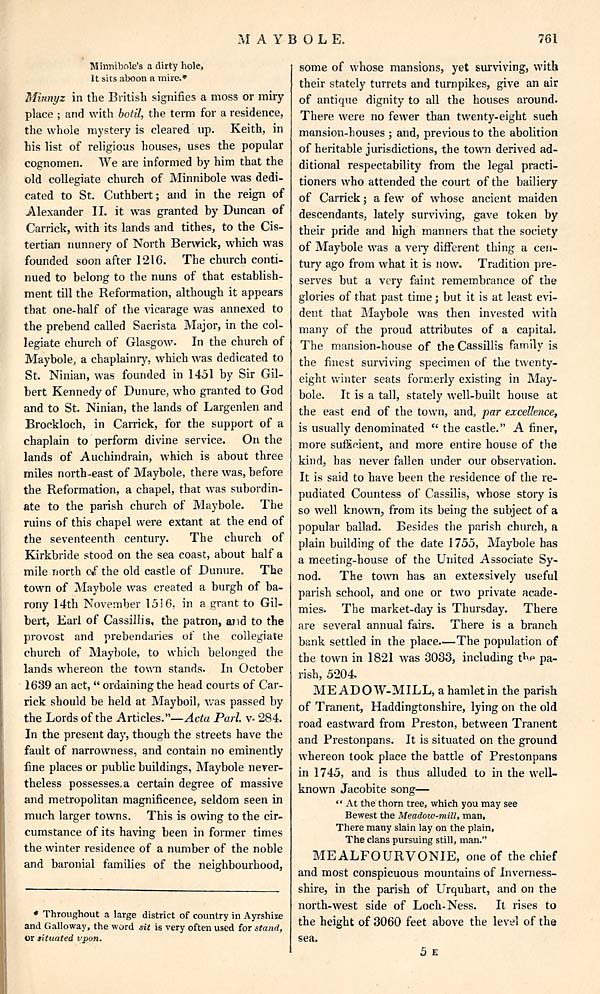 MAYBOLE.
761
Minnibole's a dirty hole,
It sits aboon a mire.*
Minnyz in the British signifies a moss or miry
place ; and with botil, the term for a residence,
the whole mystery is cleared up. Keith, in
his list of religious houses, uses the popular
cognomen. We are informed by him that the
old collegiate church of Minnibole was dedi-
cated to St. Cuthbert; and in the reign of
Alexander II. it was granted by Duncan of
Carrick, with its lands and tithes, to the Cis-
tertian nunnery of North Berwick, which was
founded soon after 1216. The church conti-
nued to belong to the nuns of that establish-
ment till the Reformation, although it appears
that one-half of the vicarage was annexed to
the prebend called Sacrista Major, in the col-
legiate church of Glasgow. In the church of
Maybole, a chaplainry, which was dedicated to
St. Ninian, was founded in 1451 by Sir Gil-
bert Kennedy of Dunure, who granted to God
and to St. Ninian, the lands of Largenlen and
Brockloch, in Carrick, for the support of a
chaplain to perform divine service. On the
lands of Auchindrain, which is about three
miles north-east of Maybole, there was, before
the Reformation, a chapel, that was subordin-
ate to the parish church of Maybole. The
ruins of this chapel were extant at the end of
the seventeenth century. The church of
Kirkbride stood on the sea coast, about half a
mile north of the old castle of Dunure. The
town of Maybole was created a burgh of ba-
rony 14th November 1516, in a grant to Gil-
bert, Earl of Cassillis, the patron, and to the
provost and prebendaries of the collegiate
church of Maybole, to which belonged the
lands whereon the town stands. In October
1639 an act, “ ordaining the head courts of Car-
rick should be held at Mayboil, was passed by
the Lords of the Articles.”—Acta Parl. v. 284.
In the present day, though the streets have the
fault of narrowness, and contain no eminently
fine places or public buildings, Maybole never-
theless possesses a certain degree of massive
and metropolitan magnificence, seldom seen in
much larger towns. This is owing to the cir-
cumstance of its having been in former times
the winter residence of a number of the noble
and baronial families of the neighbourhood,
* Throughout a large district of country in Ayrshire
and Galloway, the word sit is very often used for stand,
or situated upon.
some of whose mansions, yet surviving, with
their stately turrets and turnpikes, give an air
of antique dignity to all the houses around.
There were no fewer than twenty-eight such
mansion-houses ; and, previous to the abolition
of heritable jurisdictions, the town derived ad-
ditional respectability from the legal practi-
tioners who attended the court of the bailiery
of Carrick; a few of whose ancient maiden
descendants, lately surviving, gave token by
their pride and high manners that the society
of Maybole was a very different thing a cen-
tury ago from what it is now. Tradition pre-
serves but a very faint remembrance of the
glories of that past time; but it is at least evi-
dent that Maybole was then invested with
many of the proud attributes of a capital.
The mansion-house of the Cassillis family is
the finest surviving specimen of the twenty-
eight winter seats formerly existing in May-
bole. It is a tall, stately well-built house at
the east end of the town, and, par excellence,
is usually denominated “ the castle.” A finer,
more sufficient, and more entire house of the
kind, has never fallen under our observation.
It is said to have been the residence of the re-
pudiated Countess of Cassilis, whose story is
so well known, from its being the subject of a
popular ballad. Besides the parish church, a
plain building of the date 1755, Maybole has
a meeting-house of the United Associate Sy-
nod. The town has an extensively useful
parish school, and one or two private acade-
mies. The market-day is Thursday. There
are several annual fairs. There is a branch
bank settled in the place.—The population of
the town in 1821 was 3033, including the pa-
rish, 5204.
MEADOW-MILL, a hamlet in the parish
of Tranent, Haddingtonshire, lying on the old
road eastward from Preston, between Tranent
and Prestonpans. It is situated on the ground
whereon took place the battle of Prestonpans
in 1745, and is thus alluded to in the well-
known Jacobite song—
“ At the thorn tree, which you may see
Bewest the Meadow-mill, man,
There many slain lay on the plain,
The clans pursuing still, man.”
MEALFOURVONIE, one of the chief
and most conspicuous mountains of Inverness-
shire, in the parish of Urquhart, and on the
north-west side of Loch-Ness. It rises to
the height of 3060 feet above the level of the
sea.
5 E